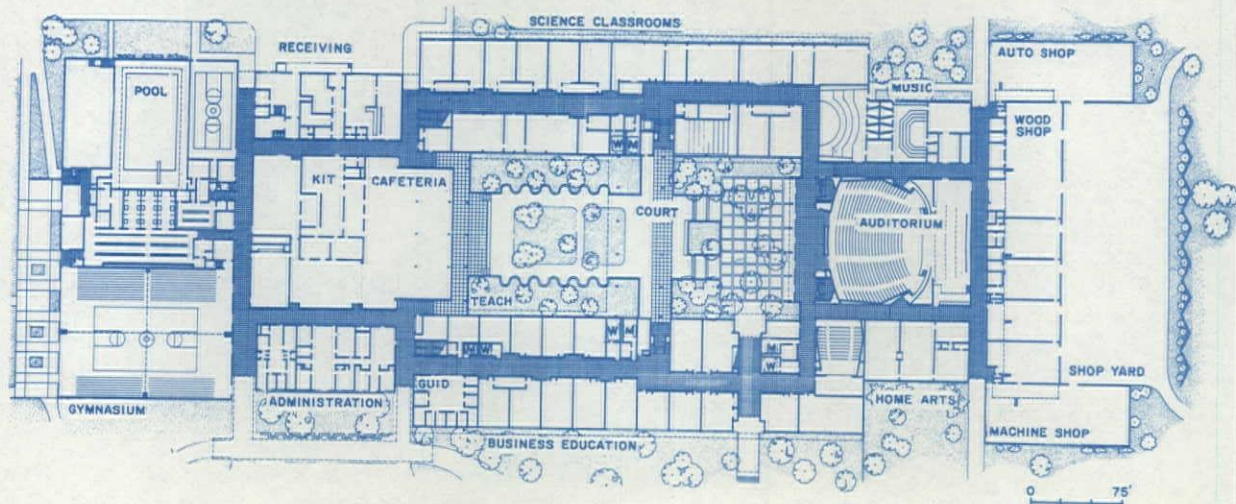 SCIENCE CLASSROOMS
RECEIVING
AUTO SHOP
POOL
MUSIC
WOOD
SHOP
KIT
CAFETERIA
COURT
AUDITORIUM
TEACH
W M
W M
M W
M
W
SHOP YARD
GUID
GYMNASIUM
ADMINISTRATION
HOME ARTS
BUSINESS EDUCATION
MACHINE SHOP
0 75'